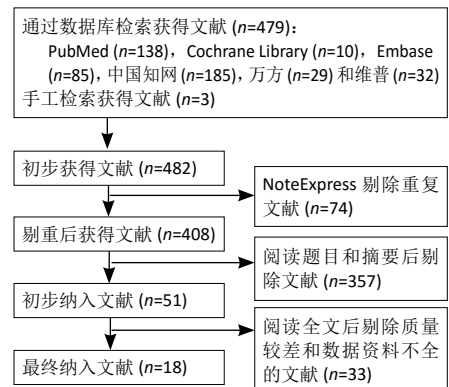 通过数据库检索获得文献 (n=479)：
PubMed (n=138)，Cochrane Library (n=10)，Embase
(n=85)，中国知网 (n=185)，万方 (n=29) 和维普 (n=32)
手工检索获得文献 (n=3)
初步获得文献 (n=482)
NoteExpress 剔除重复
文献 (n=74)
剔重后获得文献 (n=408)
阅读题目和摘要后剔
除文献 (n=357)
初步纳入文献 (n=51)
阅读全文后剔除质量
较差和数据资料不全
的文献 (n=33)
最终纳入文献 (n=18)